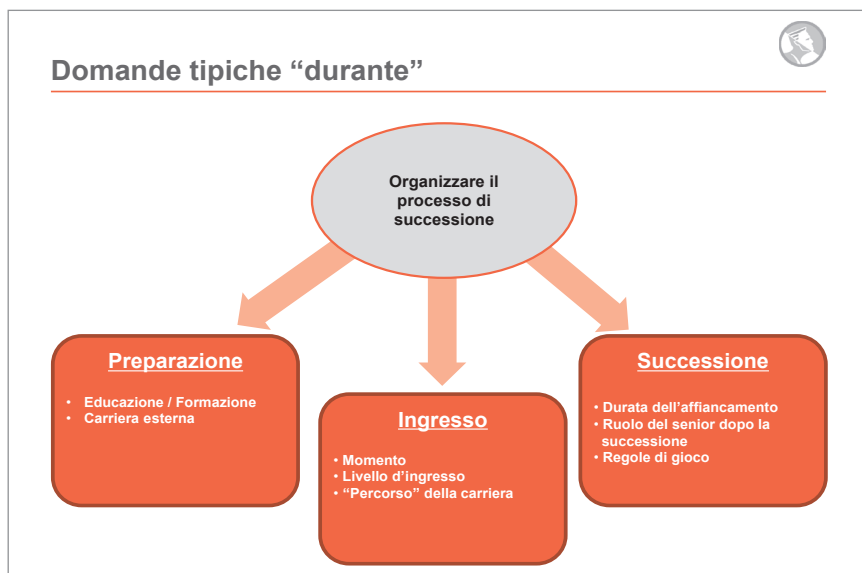 Domande tipiche “durante”
Organizzare il
processo di
successione
Preparazione
• Educazione / Formazione
• Carriera esterna
Ingresso
• Momento
• Livello d’ingresso
• “Percorso” della carriera
Successione
• Durata dell’affiancamento
• Ruolo del senior dopo la
successione
• Regole di gioco